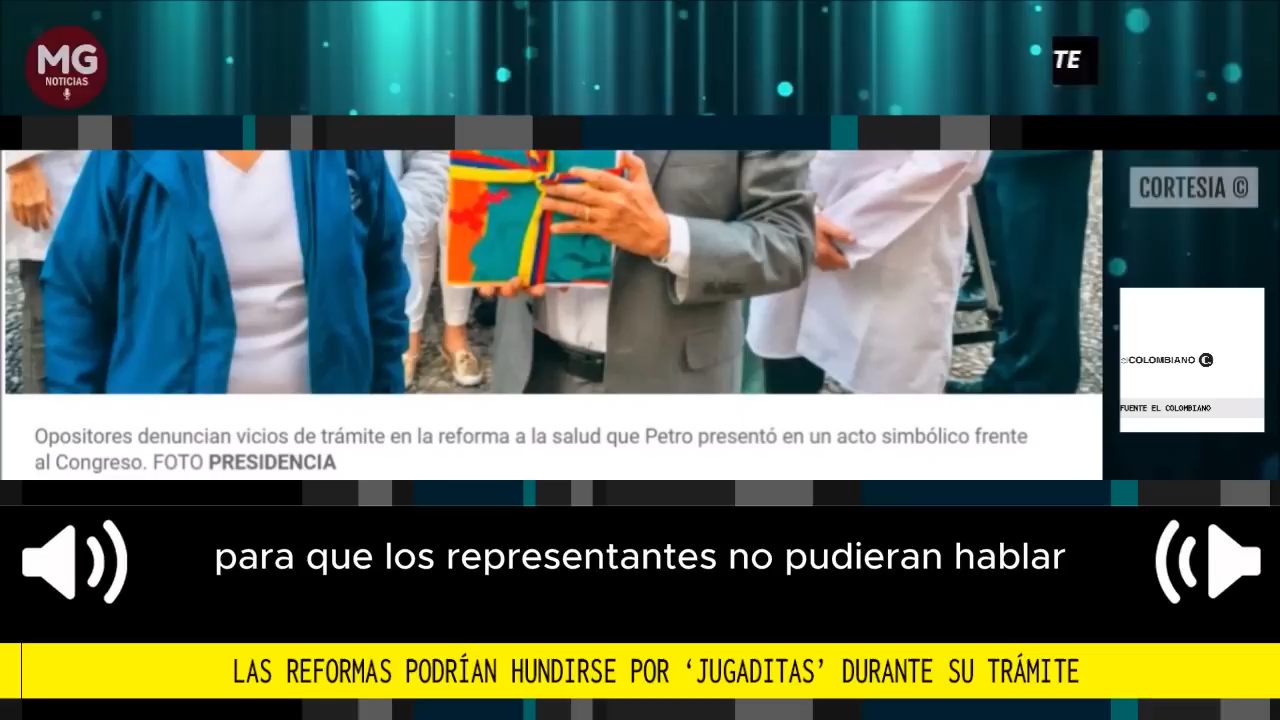 MG
NOTICIAS
TE
CORTESIA ©
COLOMBIANO C
FUENTE EL COLOMBIANO
Opositores denuncian vicios de trámite en la reforma a la salud que Petro presentó en un acto simbólico frente
al Congreso. FOTO PRESIDENCIA
para que los representantes no pudieran hablar
LAS REFORMAS PODRÍAN HUNDIRSE POR ‘JUGADITAS’ DURANTE SU TRÁMITE